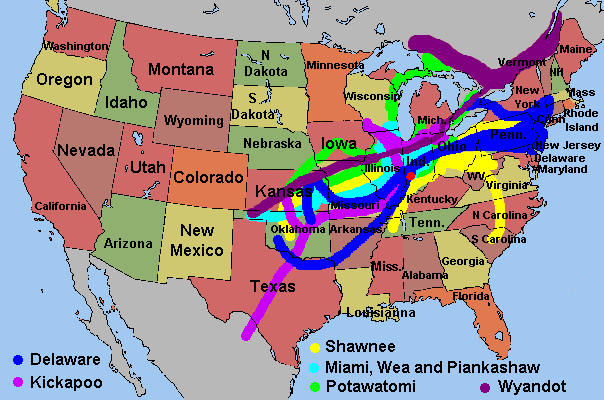 Washington
Montana
N
Dakota
Minnesota
Vermont
Maine
Oregon
Idaho
S
Dakota
Wisconsin
Mich.
New
York
NH
Mass
Conn
Rhode
Island
Wyoming
Nebraska
Iowa
Illinois
Ind.
Ohio
Penn.
New Jersey
Delaware
Maryland
Nevada
Utah
Colorado
Kansas
Missouri
Kentucky
WV
Virginia
California
Arizona
New
Mexico
Oklahoma
Arkansas
Tenn.
N Carolina
S Carolina
Texas
Louisianna
Miss.
Alabama
Georgia
Florida
Delaware
Kickapoo
Shawnee
Miami, Wea and Piankashaw
Potawatomi
Wyandot